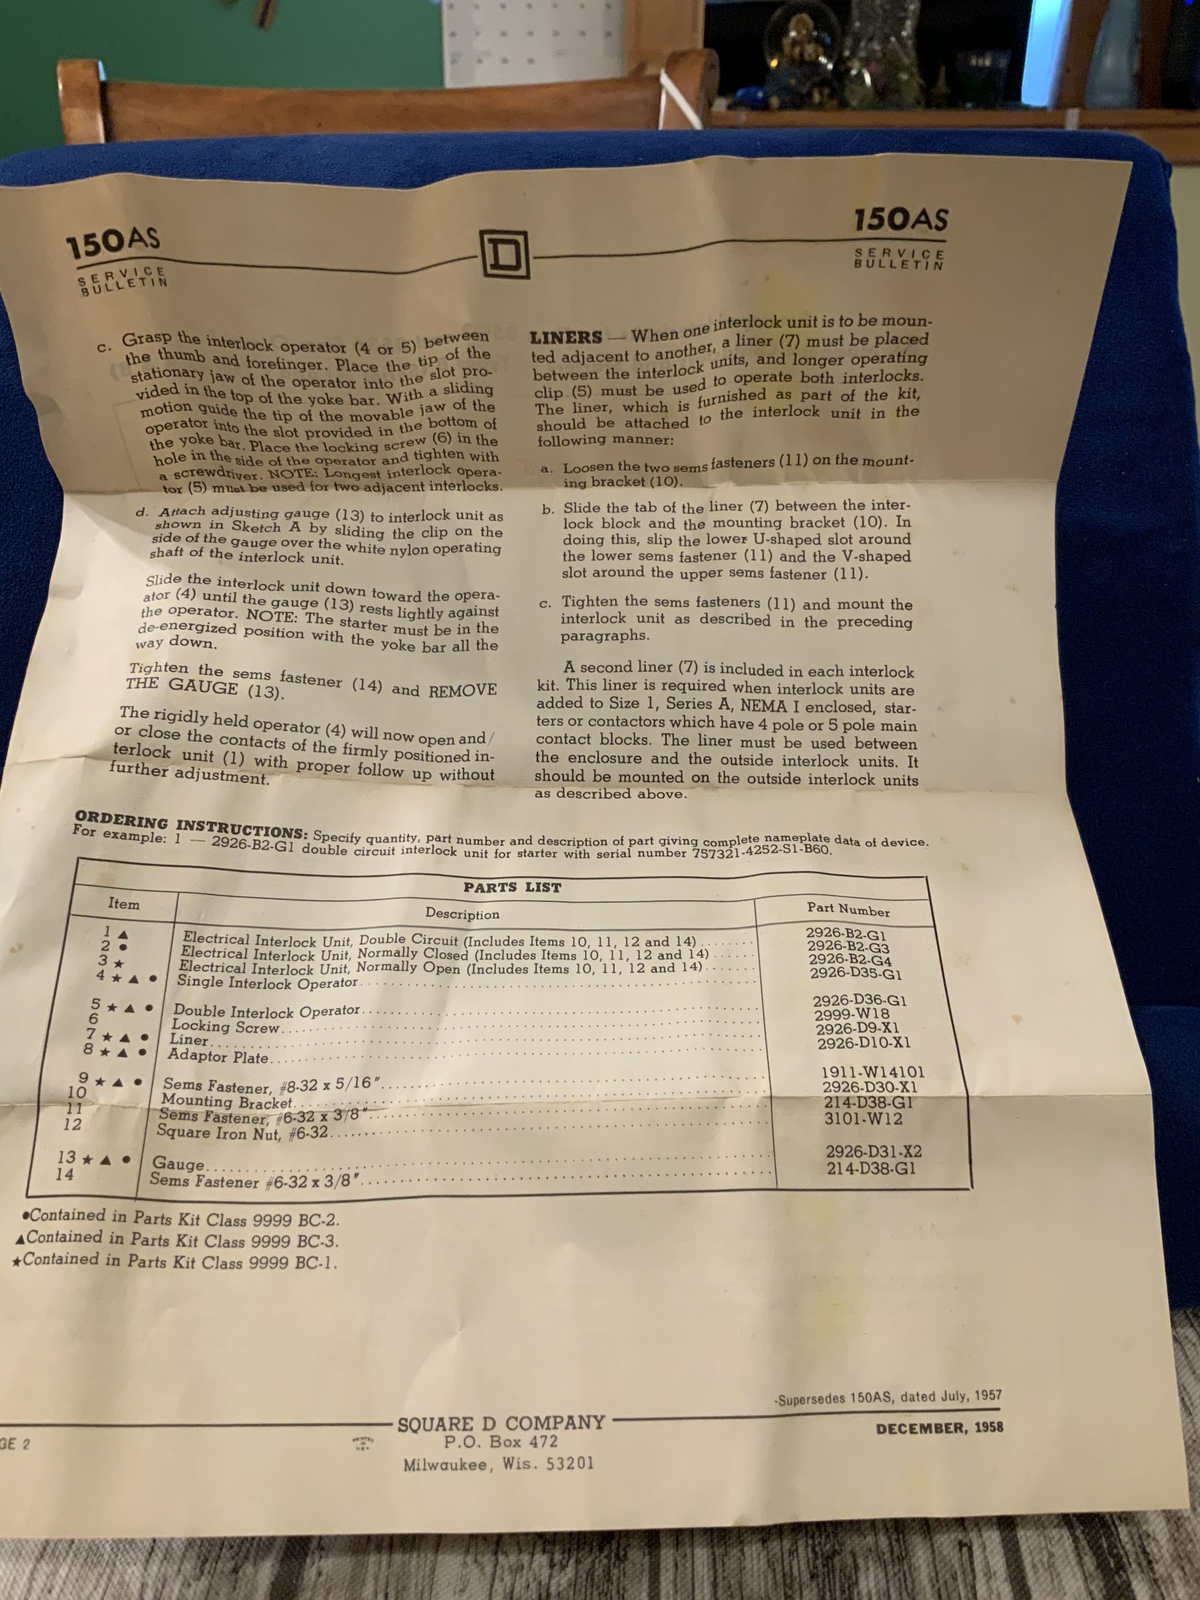 150AS
SERVICE
BULLETIN
D
150AS
SERVICE
BULLETIN
c. Grasp the interlock operator (4 or 5) between
the thumb and forefinger. Place the tip of the
stationary jaw of the operator into the slot pro-
vided in the top of the yoke bar. With a sliding
motion guide the tip of the movable jaw of the
operator into the slot provided in the bottom of
the yoke bar. Place the locking screw (6) in the
hole in the side of the operator and tighten with
a screwdriver. NOTE: Longest interlock opera-
tor (5) must be used for two adjacent interlocks.
d. Attach adjusting gauge (13) to interlock unit as
shown in Sketch A by sliding the clip on the
side of the gauge over the white nylon operating
shaft of the interlock unit.
Slide the interlock unit down toward the opera-
ator (4) until the gauge (13) rests lightly against
the operator. NOTE: The starter must be in the
de-energized position with the yoke bar all the
way down.
Tighten the sems fastener (14) and REMOVE
THE GAUGE (13).
The rigidly held operator (4) will now open and/
or close the contacts of the firmly positioned in-
terlock unit (1) with proper follow up without
further adjustment.
LINERS — When one interlock unit is to be moun-
ted adjacent to another, a liner (7) must be placed
between the interlock units, and longer operating
clip (5) must be used to operate both interlocks.
The liner, which is furnished as part of the kit,
should be attached to the interlock unit in the
following manner:
a. Loosen the two sems fasteners (11) on the mount-
ing bracket (10).
b. Slide the tab of the liner (7) between the inter-
lock block and the mounting bracket (10). In
doing this, slip the lower U-shaped slot around
the lower sems fastener (11) and the V-shaped
slot around the upper sems fastener (11).
c. Tighten the sems fasteners (11) and mount the
interlock unit as described in the preceding
paragraphs.
A second liner (7) is included in each interlock
kit. This liner is required when interlock units are
added to Size 1, Series A, NEMA I enclosed, star-
ters or contactors which have 4 pole or 5 pole main
contact blocks. The liner must be used between
the enclosure and the outside interlock units. It
should be mounted on the outside interlock units
as described above.
ORDERING INSTRUCTIONS: Specify quantity, part number and description of part giving complete nameplate data of device.
For example: 1 — 2926-B2-G1 double circuit interlock unit for starter with serial number 757321-4252-S1-B60.
PARTS LIST
Item Description Part Number
1 ▲ Electrical Interlock Unit, Double Circuit (Includes Items 10, 11, 12 and 14) ........ 2926-B2-G1
2 ● Electrical Interlock Unit, Normally Closed (Includes Items 10, 11, 12 and 14) ...... 2926-B2-G3
3 ★ Electrical Interlock Unit, Normally Open (Includes Items 10, 11, 12 and 14) ....... 2926-B2-G4
4 ★ ▲ ● Single Interlock Operator ........ 2926-D35-G1
5 ★ ▲ ● Double Interlock Operator ........ 2926-D36-G1
6 Locking Screw ........ 2999-W18
7 ★ ▲ ● Liner ........ 2926-D9-X1
8 ★ ▲ ● Adaptor Plate ........ 2926-D10-X1
9 ★ ▲ ● Sems Fastener, #8-32 x 5/16" ........ 1911-W14101
10 Mounting Bracket ........ 2926-D30-X1
11 Sems Fastener, #6-32 x 3/8" ........ 214-D38-G1
12 Square Iron Nut, #6-32 ........ 3101-W12
13 ★ ▲ ● Gauge ........ 2926-D31-X2
14 Sems Fastener #6-32 x 3/8" ........ 214-D38-G1
●Contained in Parts Kit Class 9999 BC-2.
▲Contained in Parts Kit Class 9999 BC-3.
★Contained in Parts Kit Class 9999 BC-1.
-Supersedes 150AS, dated July, 1957
DECEMBER, 1958
SQUARE D COMPANY
P.O. Box 472
Milwaukee, Wis. 53201
GE 2